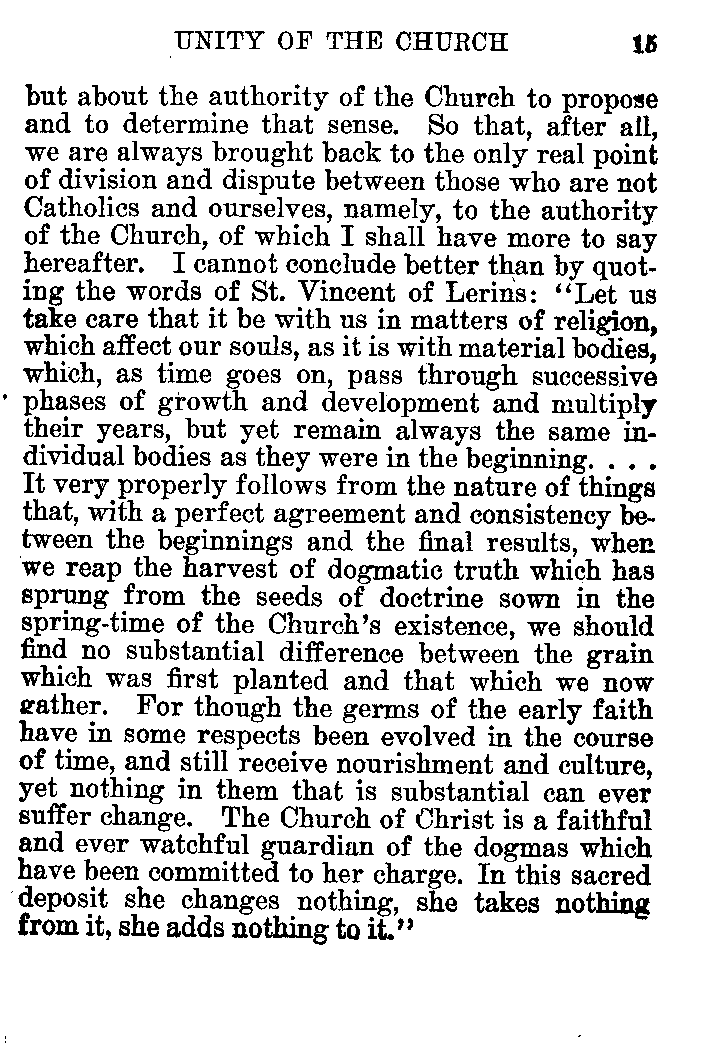 UNITY OF THE CHURCH 15
but about the authority of the Church to propose
and to determine that sense. So that, after all,
we are always brought back to the only real point
of division and dispute between those who are not
Catholics and ourselves, namely, to the authority
of the Church, of which I shall have more to say
hereafter. I cannot conclude better than by quot-
ing the words of St. Vincent of Lerins: “Let us
take care that it be with us in matters of religion,
which affect our souls, as it is with material bodies,
which, as time goes on, pass through successive
phases of growth and development and multiply
their years, but yet remain always the same in-
dividual bodies as they were in the beginning. . . .
It very properly follows from the nature of things
that, with a perfect agreement and consistency be-
tween the beginnings and the final results, when
we reap the harvest of dogmatic truth which has
sprung from the seeds of doctrine sown in the
spring-time of the Church’s existence, we should
find no substantial difference between the grain
which was first planted and that which we now
gather. For though the germs of the early faith
have in some respects been evolved in the course
of time, and still receive nourishment and culture,
yet nothing in them that is substantial can ever
suffer change. The Church of Christ is a faithful
and ever watchful guardian of the dogmas which
have been committed to her charge. In this sacred
deposit she changes nothing, she takes nothing
from it, she adds nothing to it.”